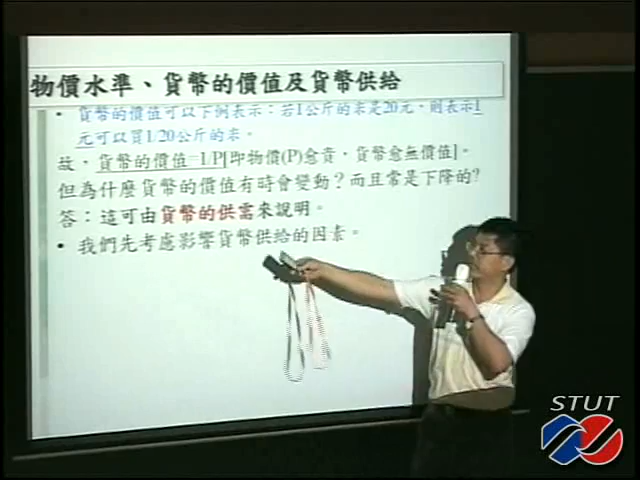 物價水準、貨幣的價值及貨幣供給
• 貨幣的價值可以下例表示：若1公斤的米是20元，則表示1
元可以買1/20公斤的米。
故，貨幣的價值=1/P[即物價(P)愈貴，貨幣愈無價值]。
但為什麼貨幣的價值有時會變動？而且常是下降的?
答：這可由貨幣的供需來說明。
• 我們先考慮影響貨幣供給的因素。
STUT